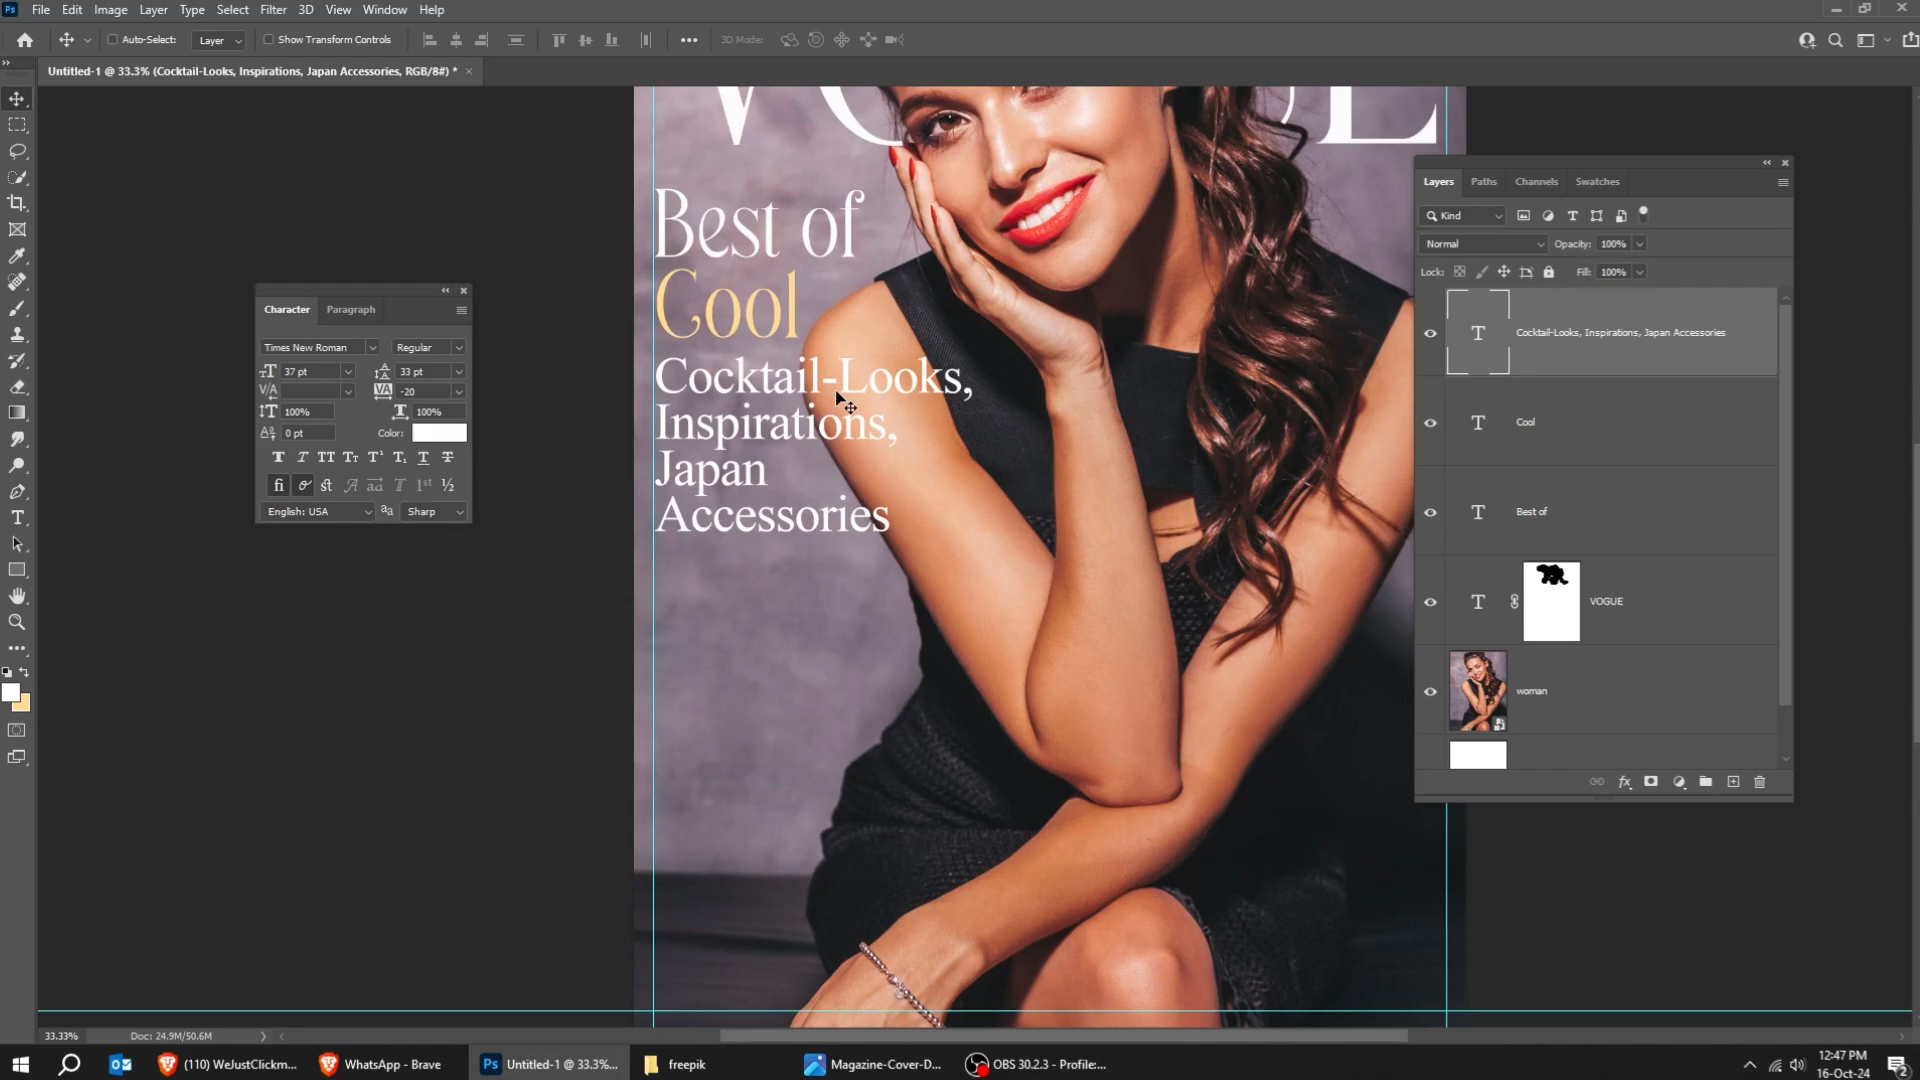 Ps File Edit Image Layer Type Select Filter 3D View Window Help
Auto-Select: Layer Show Transform Controls 3D Mode:
Untitled-1 @ 33.3% (Cocktail-Looks, Inspirations, Japan Accessories, RGB/8#) * ×
VOGUE
Best of
Cool
Cocktail-Looks,
Inspirations,
Japan
Accessories
Character Paragraph
Times New Roman Regular
37 pt 33 pt
-20
100% 100%
0 pt Color:
English: USA Sharp
Layers Paths Channels Swatches
Kind
Normal Opacity: 100%
Lock: Fill: 100%
Cocktail-Looks, Inspirations, Japan Accessories
Cool
Best of
VOGUE
woman
33.33% Doc: 24.9M/50.6M
(110) WeJustClickm... WhatsApp - Brave Untitled-1 @ 33.3%... freepik Magazine-Cover-D... OBS 30.2.3 - Profile:...
12:47 PM
16-Oct-24
2